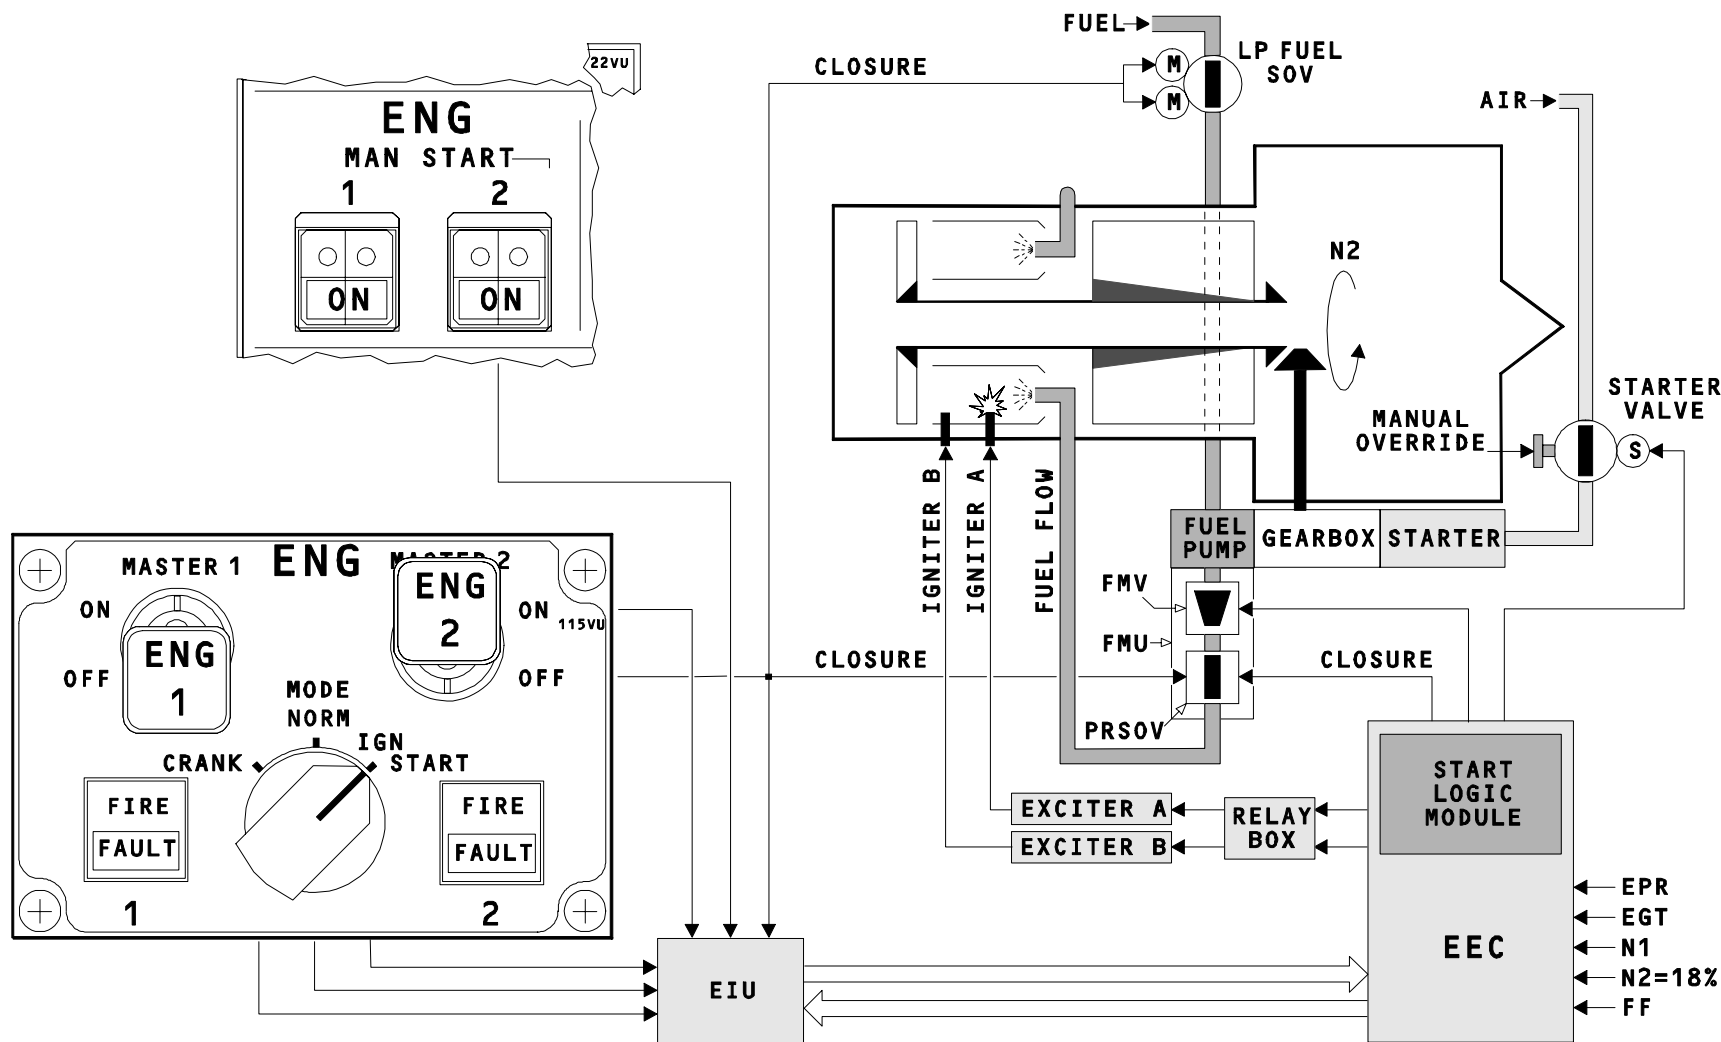 FUEL
LP FUEL
SOV
M
M
CLOSURE
22VU
ENG
MAN START
1 2
ON ON
AIR
N2
STARTER
VALVE
MANUAL
OVERRIDE
S
IGNITER B
IGNITER A
FUEL FLOW
FUEL
PUMP
GEARBOX
STARTER
FMV
FMU
PRSOV
CLOSURE
CLOSURE
MASTER 1
ENG
MASTER 2
ON
OFF
ENG
1
ENG
2
ON
115VU
OFF
MODE
NORM
CRANK
IGN
START
FIRE
FAULT
1
FIRE
FAULT
2
EXCITER A
EXCITER B
RELAY
BOX
START
LOGIC
MODULE
EEC
EIU
EPR
EGT
N1
N2=18%
FF